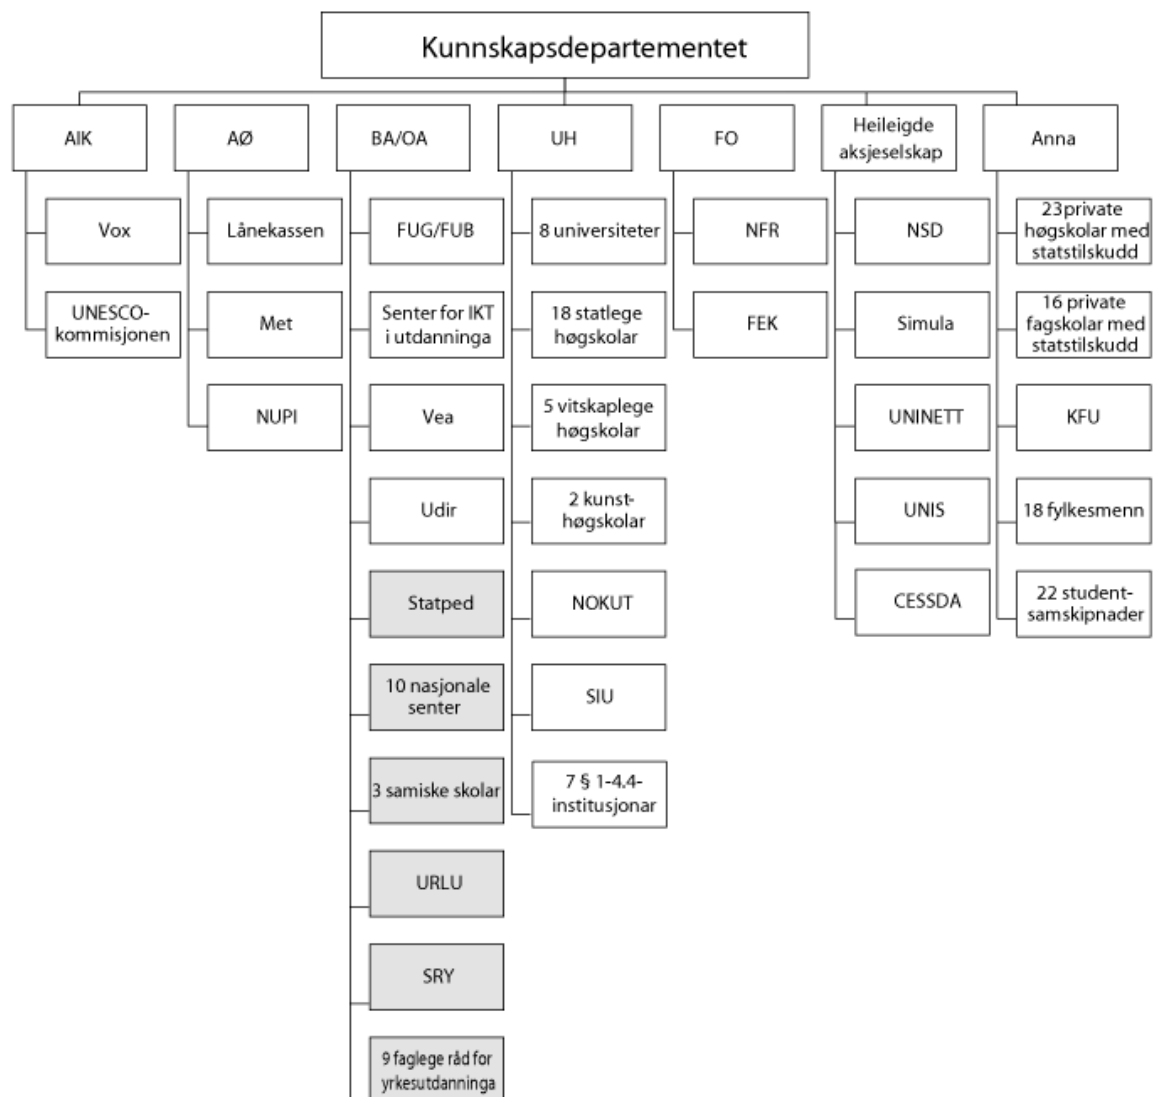 Kunnskapsdepartementet
AIK
AØ
BA/OA
UH
FO
Heileigde
aksjeselskap
Anna
Vox
UNESCO-
kommisjonen
Lånekassen
Met
NUPI
FUG/FUB
Senter for IKT
i utdanninga
Vea
Udir
Statped
10 nasjonale
senter
3 samiske skolar
URLU
SRY
9 faglege råd for
yrkesutdanninga
8 universiteter
18 statlege
høgskolar
5 vitskaplege
høgskolar
2 kunst-
høgskolar
NOKUT
SIU
7 § 1-4.4-
institusjonar
NFR
FEK
NSD
Simula
UNINETT
UNIS
CESSDA
23private
høgskolar med
statstilskudd
16 private
fagskolar med
statstilskudd
KFU
18 fylkesmenn
22 student-
samskipnader